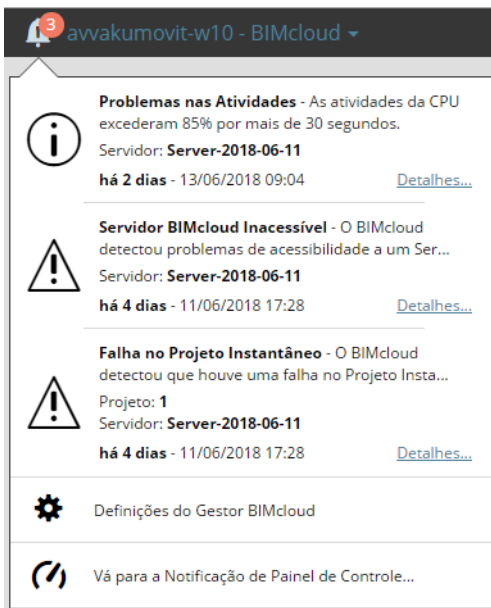 3
avvakumovit-w10 - BIMcloud
Problemas nas Atividades - As atividades da CPU
excederam 85% por mais de 30 segundos.
Servidor: Server-2018-06-11
há 2 dias - 13/06/2018 09:04 Detalhes...
Servidor BIMcloud Inacessível - O BIMcloud
detectou problemas de acessibilidade a um Ser...
Servidor: Server-2018-06-11
há 4 dias - 11/06/2018 17:28 Detalhes...
Falha no Projeto Instantâneo - O BIMcloud
detectou que houve uma falha no Projeto Insta...
Projeto: 1
Servidor: Server-2018-06-11
há 4 dias - 11/06/2018 17:28 Detalhes...
Definições do Gestor BIMcloud
Vá para a Notificação de Painel de Controle...